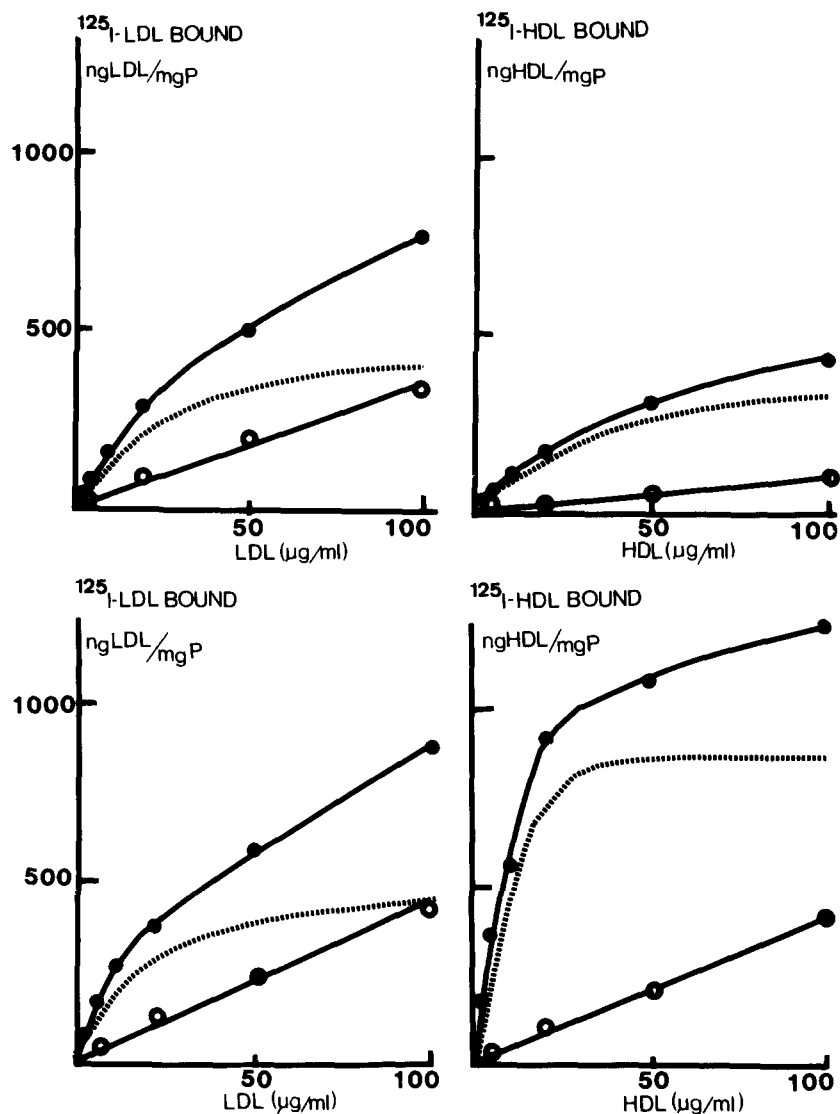 125I-LDL BOUND
ngLDL/mgP
1000
500
50
100
LDL (µg/ml)
125I-HDL BOUND
ngHDL/mgP
50
100
HDL (µg/ml)
125I-LDL BOUND
ngLDL/mgP
1000
500
50
100
LDL (µg/ml)
125I-HDL BOUND
ngHDL/mgP
50
100
HDL (µg/ml)